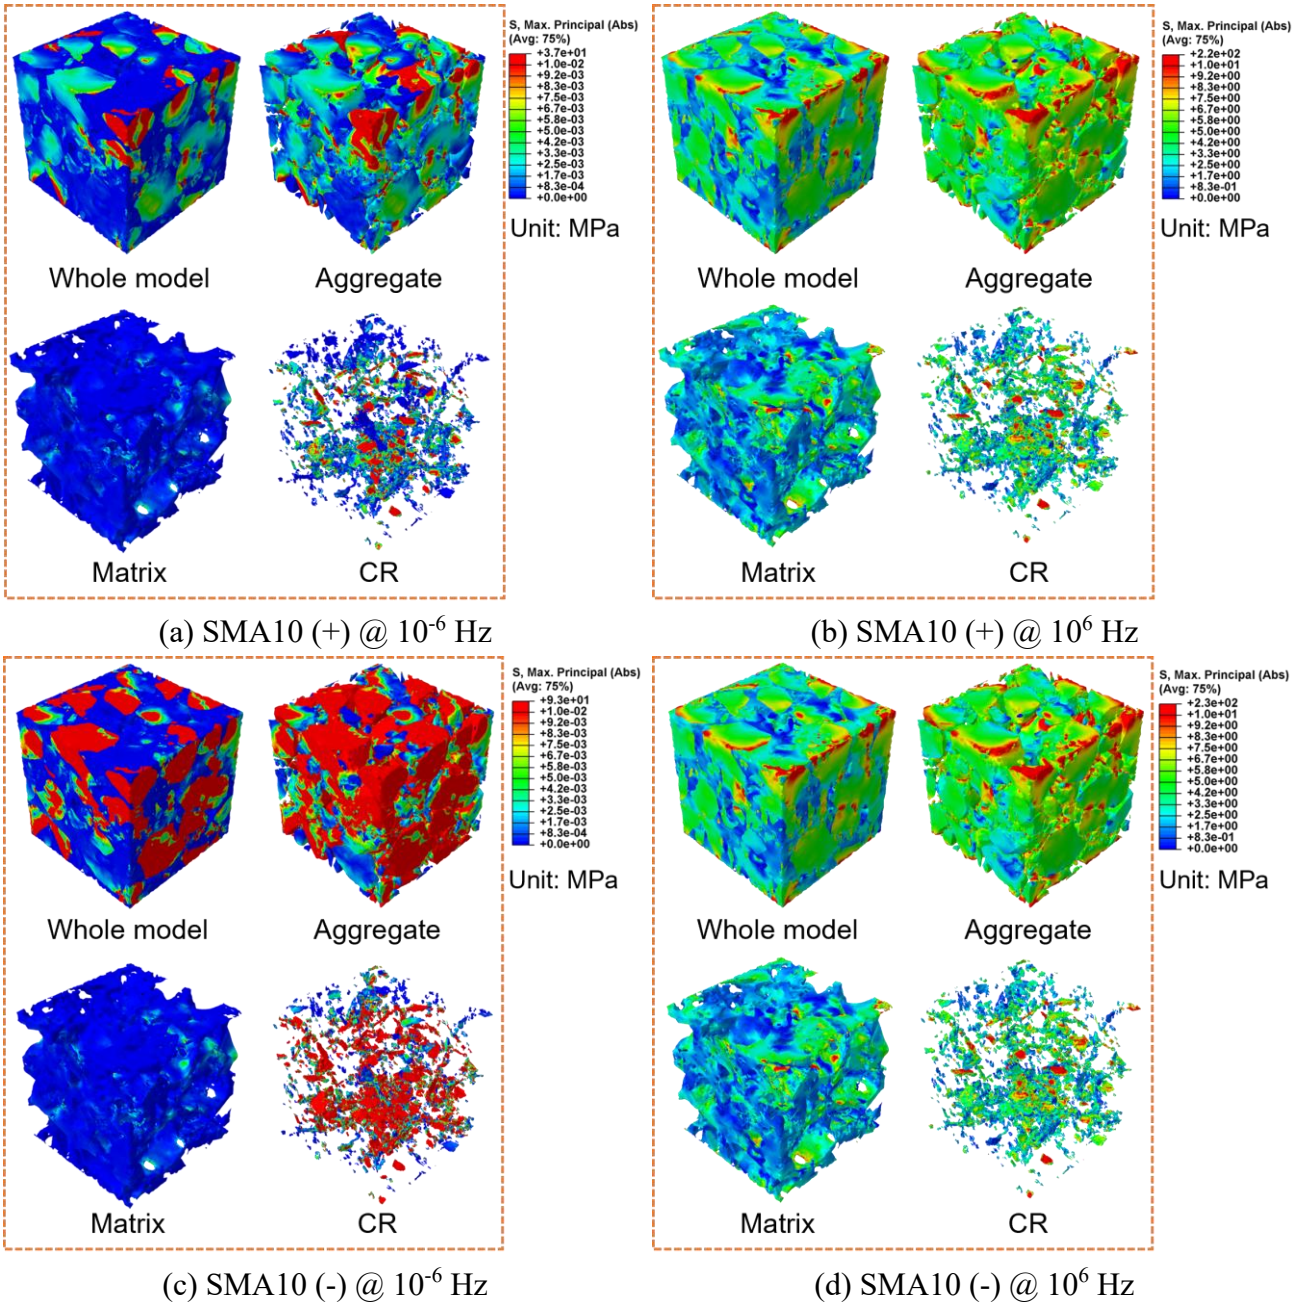 S, Max. Principal (Abs)
(Avg: 75%)
+3.7e+01
+1.0e-02
+9.2e-03
+8.3e-03
+7.5e-03
+6.7e-03
+5.8e-03
+5.0e-03
+4.2e-03
+3.3e-03
+2.5e-03
+1.7e-03
+8.3e-04
+0.0e+00
Unit: MPa
Whole model
Aggregate
Matrix
CR
(a) SMA10 (+) @ 10⁻⁶ Hz
S, Max. Principal (Abs)
(Avg: 75%)
+2.2e+02
+1.0e+01
+9.2e+00
+8.3e+00
+7.5e+00
+6.7e+00
+5.8e+00
+5.0e+00
+4.2e+00
+3.3e+00
+2.5e+00
+1.7e+00
+8.3e-01
+0.0e+00
Unit: MPa
Whole model
Aggregate
Matrix
CR
(b) SMA10 (+) @ 10⁶ Hz
S, Max. Principal (Abs)
(Avg: 75%)
+9.3e+01
+1.0e-02
+9.2e-03
+8.3e-03
+7.5e-03
+6.7e-03
+5.8e-03
+5.0e-03
+4.2e-03
+3.3e-03
+2.5e-03
+1.7e-03
+8.3e-04
+0.0e+00
Unit: MPa
Whole model
Aggregate
Matrix
CR
(c) SMA10 (-) @ 10⁻⁶ Hz
S, Max. Principal (Abs)
(Avg: 75%)
+2.3e+02
+1.0e+01
+9.2e+00
+8.3e+00
+7.5e+00
+6.7e+00
+5.8e+00
+5.0e+00
+4.2e+00
+3.3e+00
+2.5e+00
+1.7e+00
+8.3e-01
+0.0e+00
Unit: MPa
Whole model
Aggregate
Matrix
CR
(d) SMA10 (-) @ 10⁶ Hz